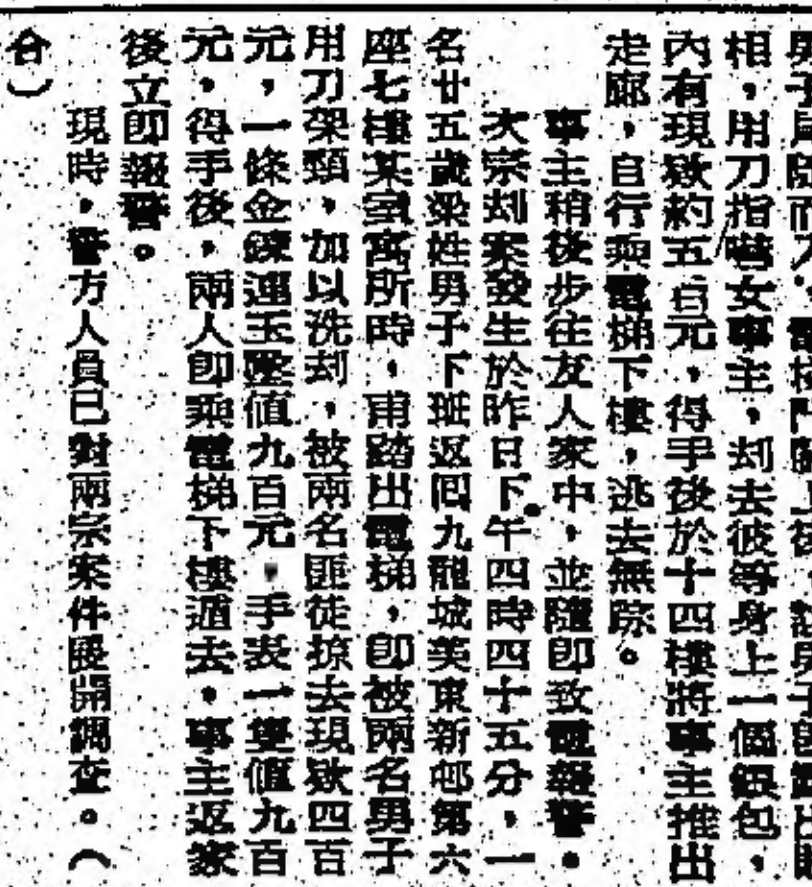 相，用刀指嚇女事主，刦去彼等身上一個銀包，
內有現欵約五百元，得手後於十四樓將事主推出
走廊，自行乘電梯下樓，逃去無踪。
事主稍後步往友人家中，並隨即致電報警。
次宗刦案發生於昨日下午四時四十五分，一
名廿五歲梁姓男子下班返回九龍城美東新邨第六
座七樓某室寓所時，甫踏出電梯，即被兩名男子
用刀架頸，加以洗刦，被兩名匪徒掠去現欵四百
元，一條金鍊連玉墜值九百元，手表一隻值九百
元，得手後，兩人即乘電梯下樓遁去，事主返家
後立即報警。
現時，警方人員已對兩宗案件展開調查。（
合）